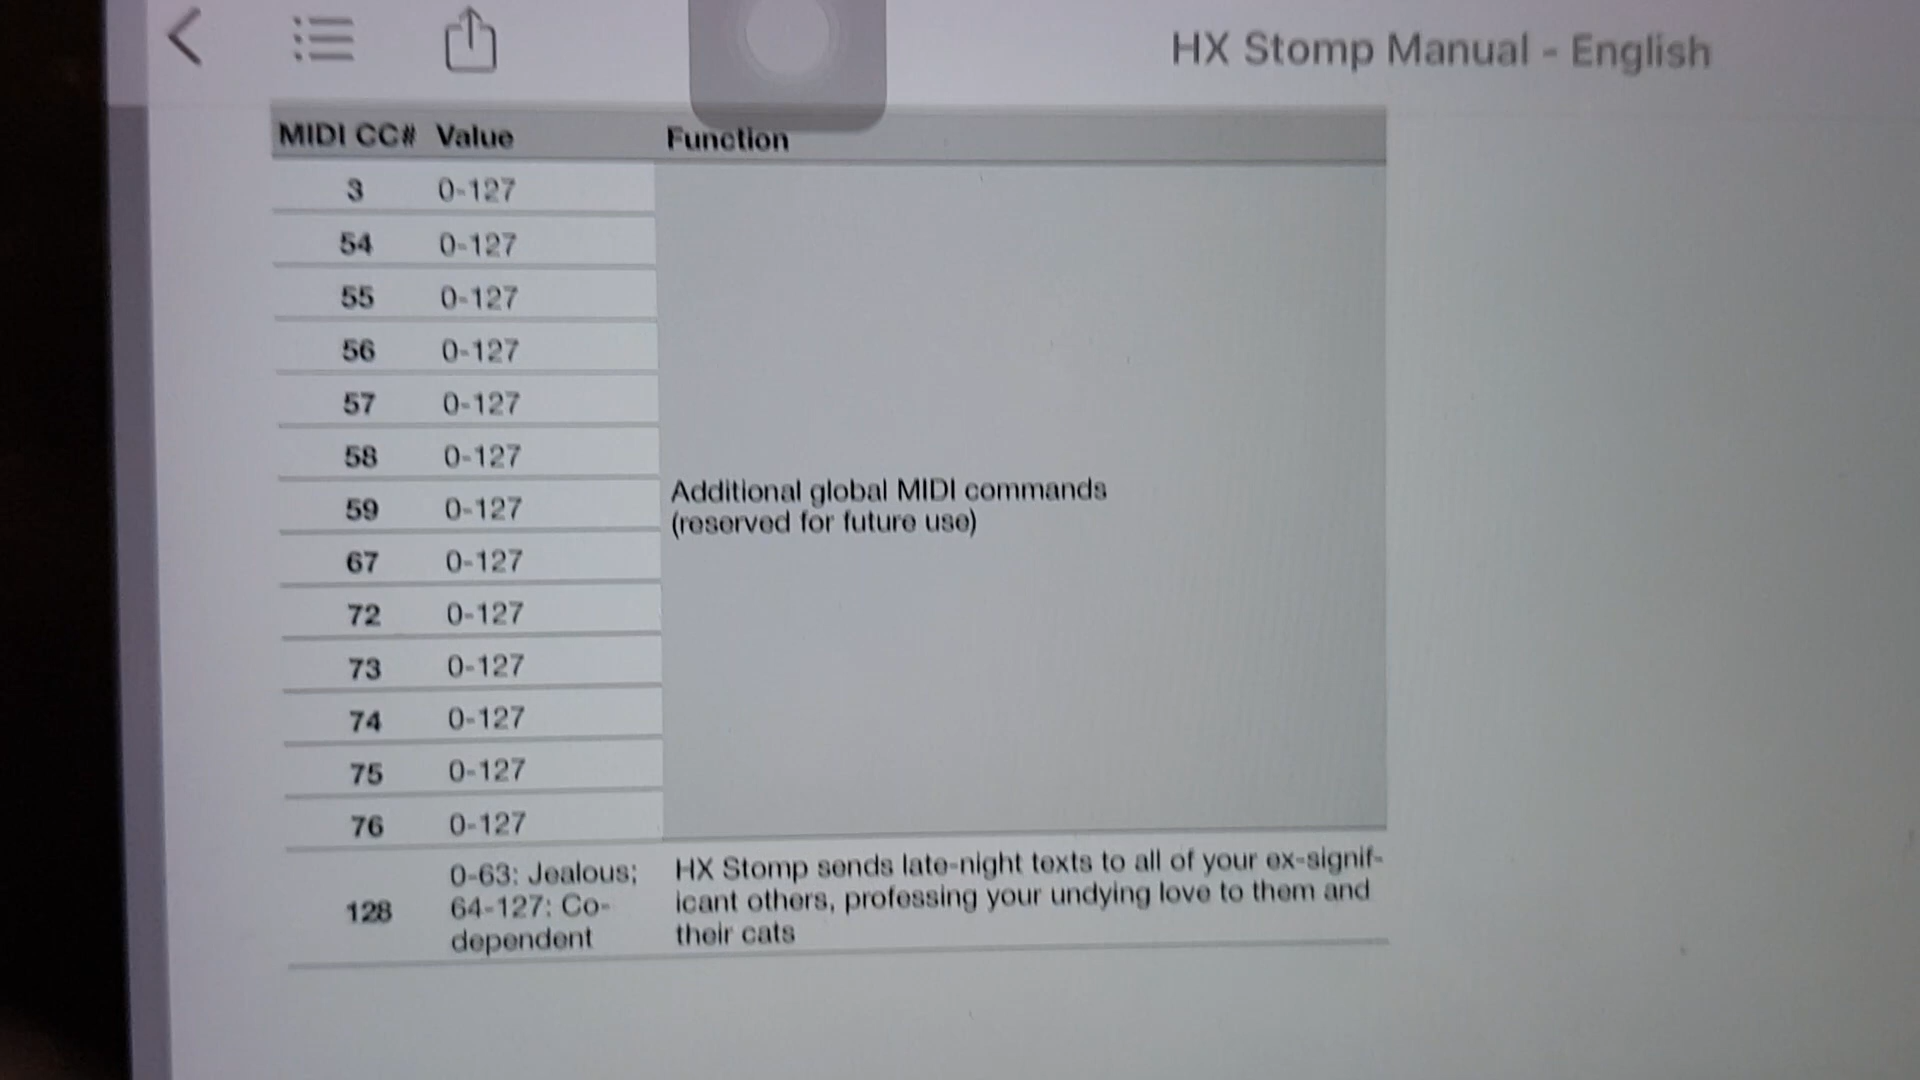 HX Stomp Manual - English
MIDI CC# Value Function
3 0-127
54 0-127
55 0-127
56 0-127
57 0-127
58 0-127
59 0-127
67 0-127
72 0-127
73 0-127
74 0-127
75 0-127
76 0-127
Additional global MIDI commands
(reserved for future use)
128
0-63: Jealous;
64-127: Co-
dependent
HX Stomp sends late-night texts to all of your ex-signif-
icant others, professing your undying love to them and
their cats